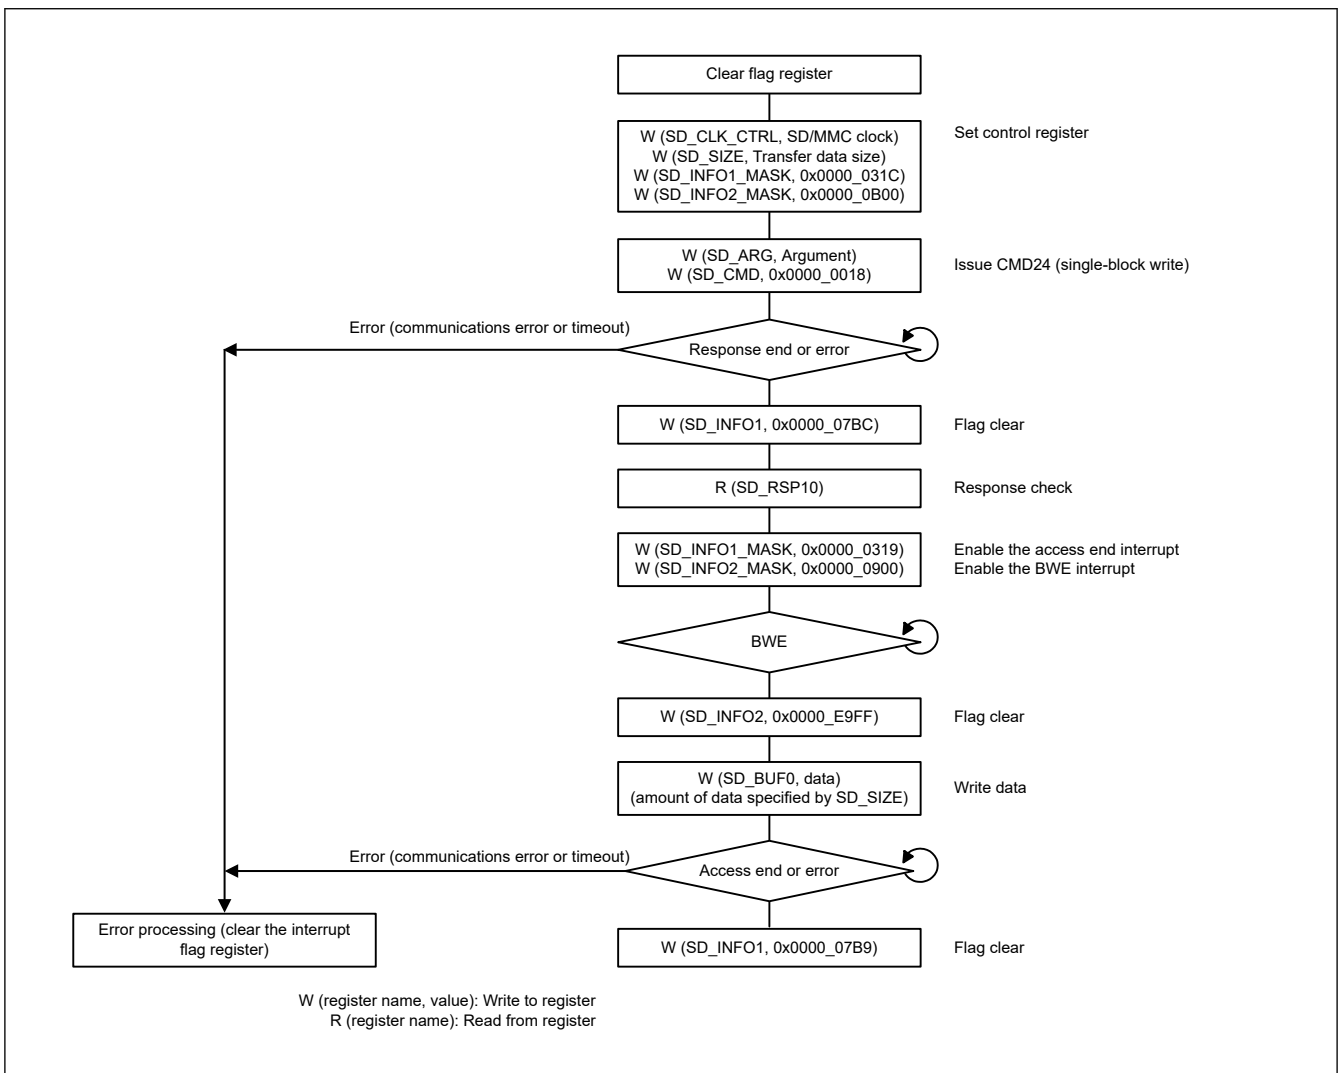 Clear flag register
W (SD_CLK_CTRL, SD/MMC clock)
W (SD_SIZE, Transfer data size)
W (SD_INFO1_MASK, 0x0000_031C)
W (SD_INFO2_MASK, 0x0000_0B00)
Set control register
W (SD_ARG, Argument)
W (SD_CMD, 0x0000_0018)
Issue CMD24 (single-block write)
Error (communications error or timeout)
Response end or error
W (SD_INFO1, 0x0000_07BC)
Flag clear
R (SD_RSP10)
Response check
W (SD_INFO1_MASK, 0x0000_0319)
W (SD_INFO2_MASK, 0x0000_0900)
Enable the access end interrupt
Enable the BWE interrupt
BWE
W (SD_INFO2, 0x0000_E9FF)
Flag clear
W (SD_BUF0, data)
(amount of data specified by SD_SIZE)
Write data
Error (communications error or timeout)
Access end or error
Error processing (clear the interrupt
flag register)
W (SD_INFO1, 0x0000_07B9)
Flag clear
W (register name, value): Write to register
R (register name): Read from register